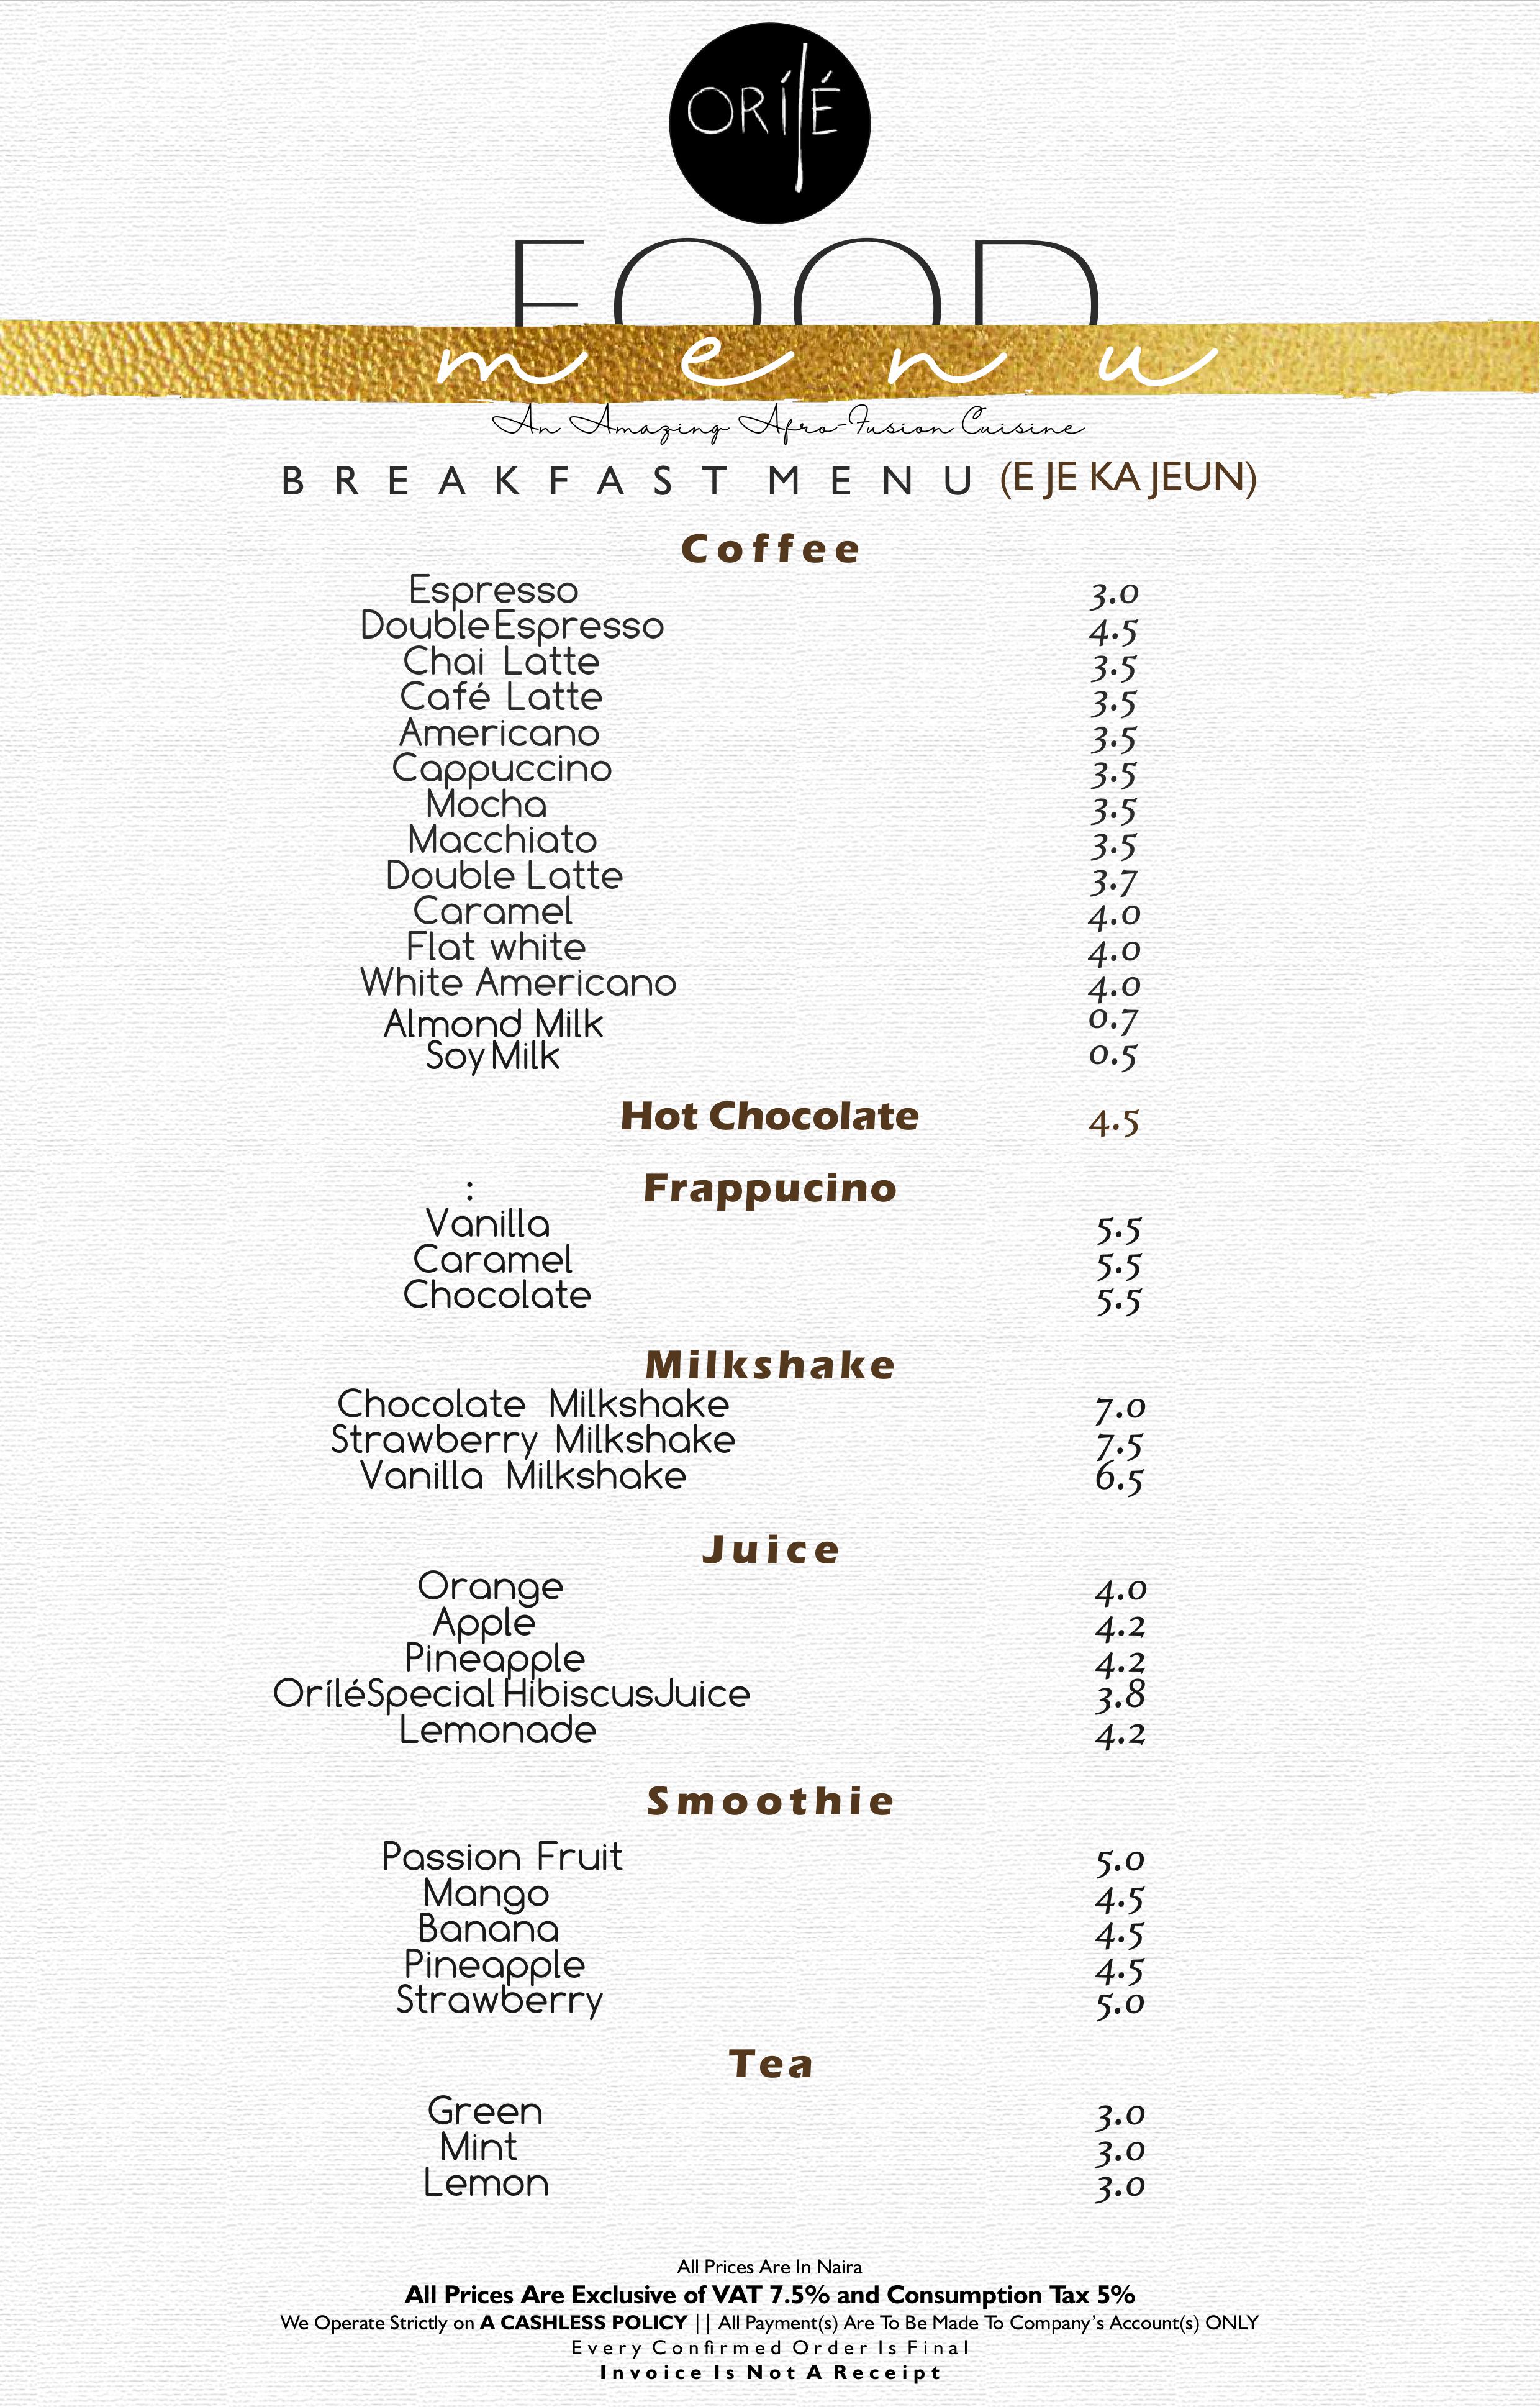 ORÍLÉ
FOOD
menu
An Amazing Afro-Fusion Cuisine
BREAKFAST MENU (E JE KA JEUN)
Coffee
Espresso 3.0
Double Espresso 4.5
Chai Latte 3.5
Café Latte 3.5
Americano 3.5
Cappuccino 3.5
Mocha 3.5
Macchiato 3.5
Double Latte 3.7
Caramel 4.0
Flat white 4.0
White Americano 4.0
Almond Milk 0.7
Soy Milk 0.5
Hot Chocolate 4.5
: Frappucino
Vanilla 5.5
Caramel 5.5
Chocolate 5.5
Milkshake
Chocolate Milkshake 7.0
Strawberry Milkshake 7.5
Vanilla Milkshake 6.5
Juice
Orange 4.0
Apple 4.2
Pineapple 4.2
Orílé Special Hibiscus Juice 3.8
Lemonade 4.2
Smoothie
Passion Fruit 5.0
Mango 4.5
Banana 4.5
Pineapple 4.5
Strawberry 5.0
Tea
Green 3.0
Mint 3.0
Lemon 3.0
All Prices Are In Naira
All Prices Are Exclusive of VAT 7.5% and Consumption Tax 5%
We Operate Strictly on A CASHLESS POLICY || All Payment(s) Are To Be Made To Company's Account(s) ONLY
Every Confirmed Order Is Final
Invoice Is Not A Receipt